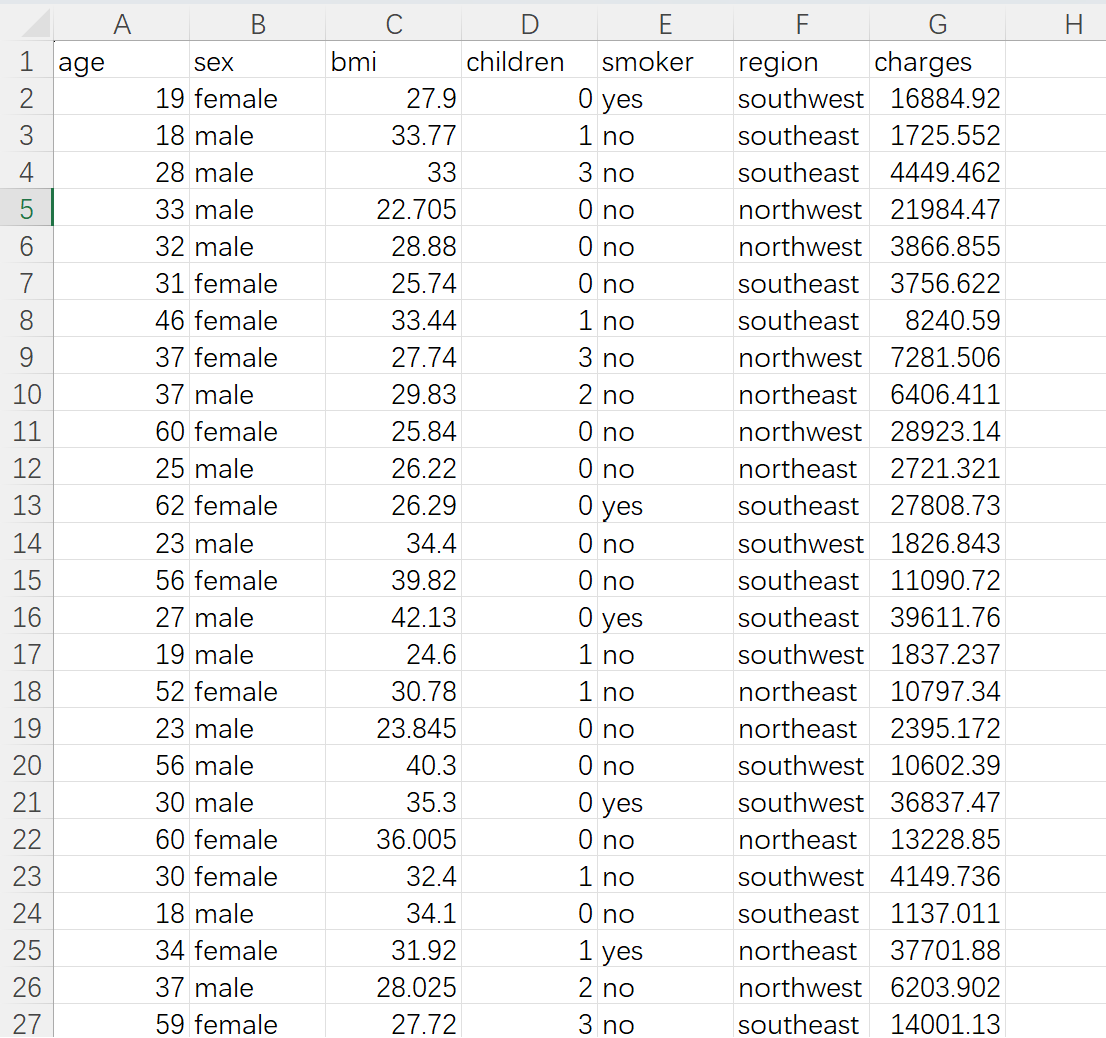 A B C D E F G H
1 age sex bmi children smoker region charges
2 19 female 27.9 0 yes southwest 16884.92
3 18 male 33.77 1 no southeast 1725.552
4 28 male 33 3 no southeast 4449.462
5 33 male 22.705 0 no northwest 21984.47
6 32 male 28.88 0 no northwest 3866.855
7 31 female 25.74 0 no southeast 3756.622
8 46 female 33.44 1 no southeast 8240.59
9 37 female 27.74 3 no northwest 7281.506
10 37 male 29.83 2 no northeast 6406.411
11 60 female 25.84 0 no northwest 28923.14
12 25 male 26.22 0 no northeast 2721.321
13 62 female 26.29 0 yes southeast 27808.73
14 23 male 34.4 0 no southwest 1826.843
15 56 female 39.82 0 no southeast 11090.72
16 27 male 42.13 0 yes southeast 39611.76
17 19 male 24.6 1 no southwest 1837.237
18 52 female 30.78 1 no northeast 10797.34
19 23 male 23.845 0 no northeast 2395.172
20 56 male 40.3 0 no southwest 10602.39
21 30 male 35.3 0 yes southwest 36837.47
22 60 female 36.005 0 no northeast 13228.85
23 30 female 32.4 1 no southwest 4149.736
24 18 male 34.1 0 no southeast 1137.011
25 34 female 31.92 1 yes northeast 37701.88
26 37 male 28.025 2 no northwest 6203.902
27 59 female 27.72 3 no southeast 14001.13